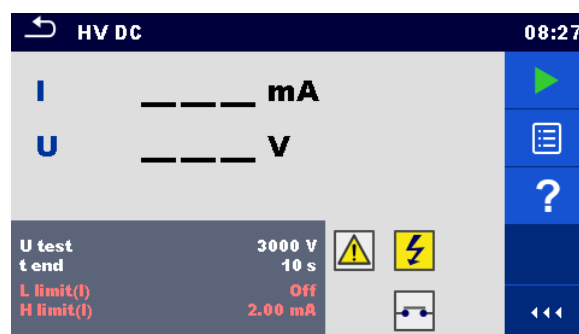 HV DC 08:27
I ___ mA
U ___ V
?
U test 3000 V
t end 10 s
L limit(I) Off
H limit(I) 2.00 mA